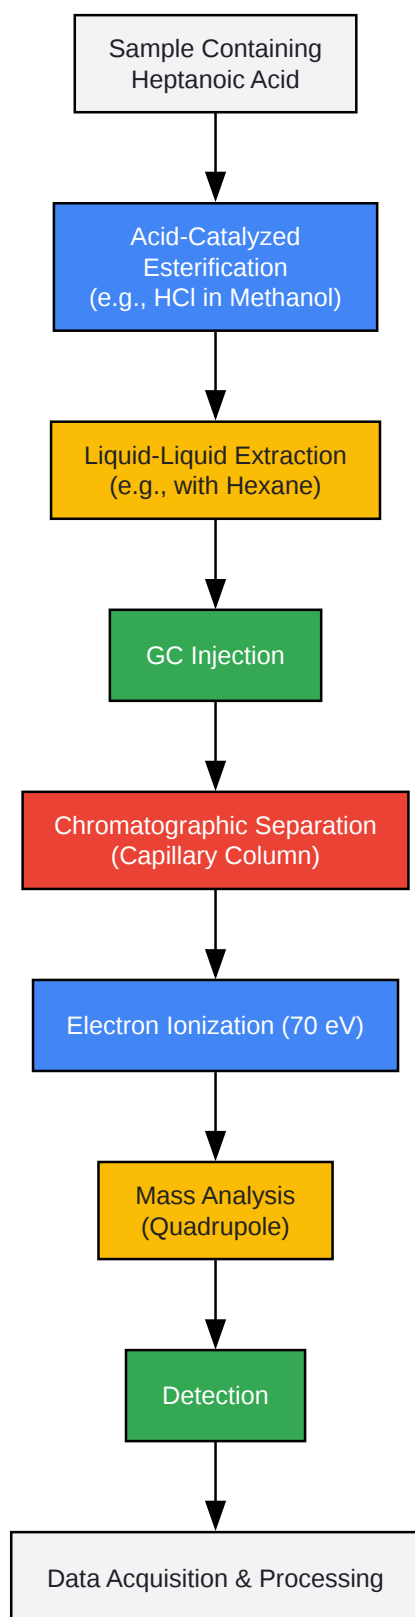 Sample Containing
Heptanoic Acid
Acid-Catalyzed
Esterification
(e.g., HCl in Methanol)
Liquid-Liquid Extraction
(e.g., with Hexane)
GC Injection
Chromatographic Separation
(Capillary Column)
Electron Ionization (70 eV)
Mass Analysis
(Quadrupole)
Detection
Data Acquisition & Processing